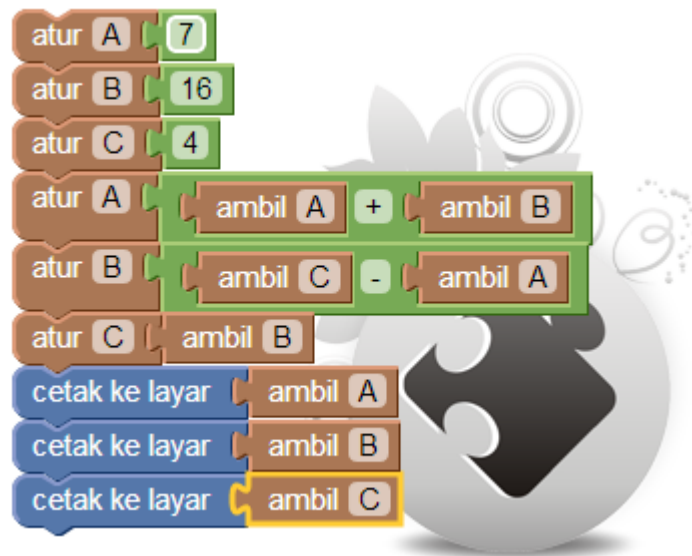 atur A 7
atur B 16
atur C 4
atur A ambil A + ambil B
atur B ambil C - ambil A
atur C ambil B
cetak ke layar ambil A
cetak ke layar ambil B
cetak ke layar ambil C